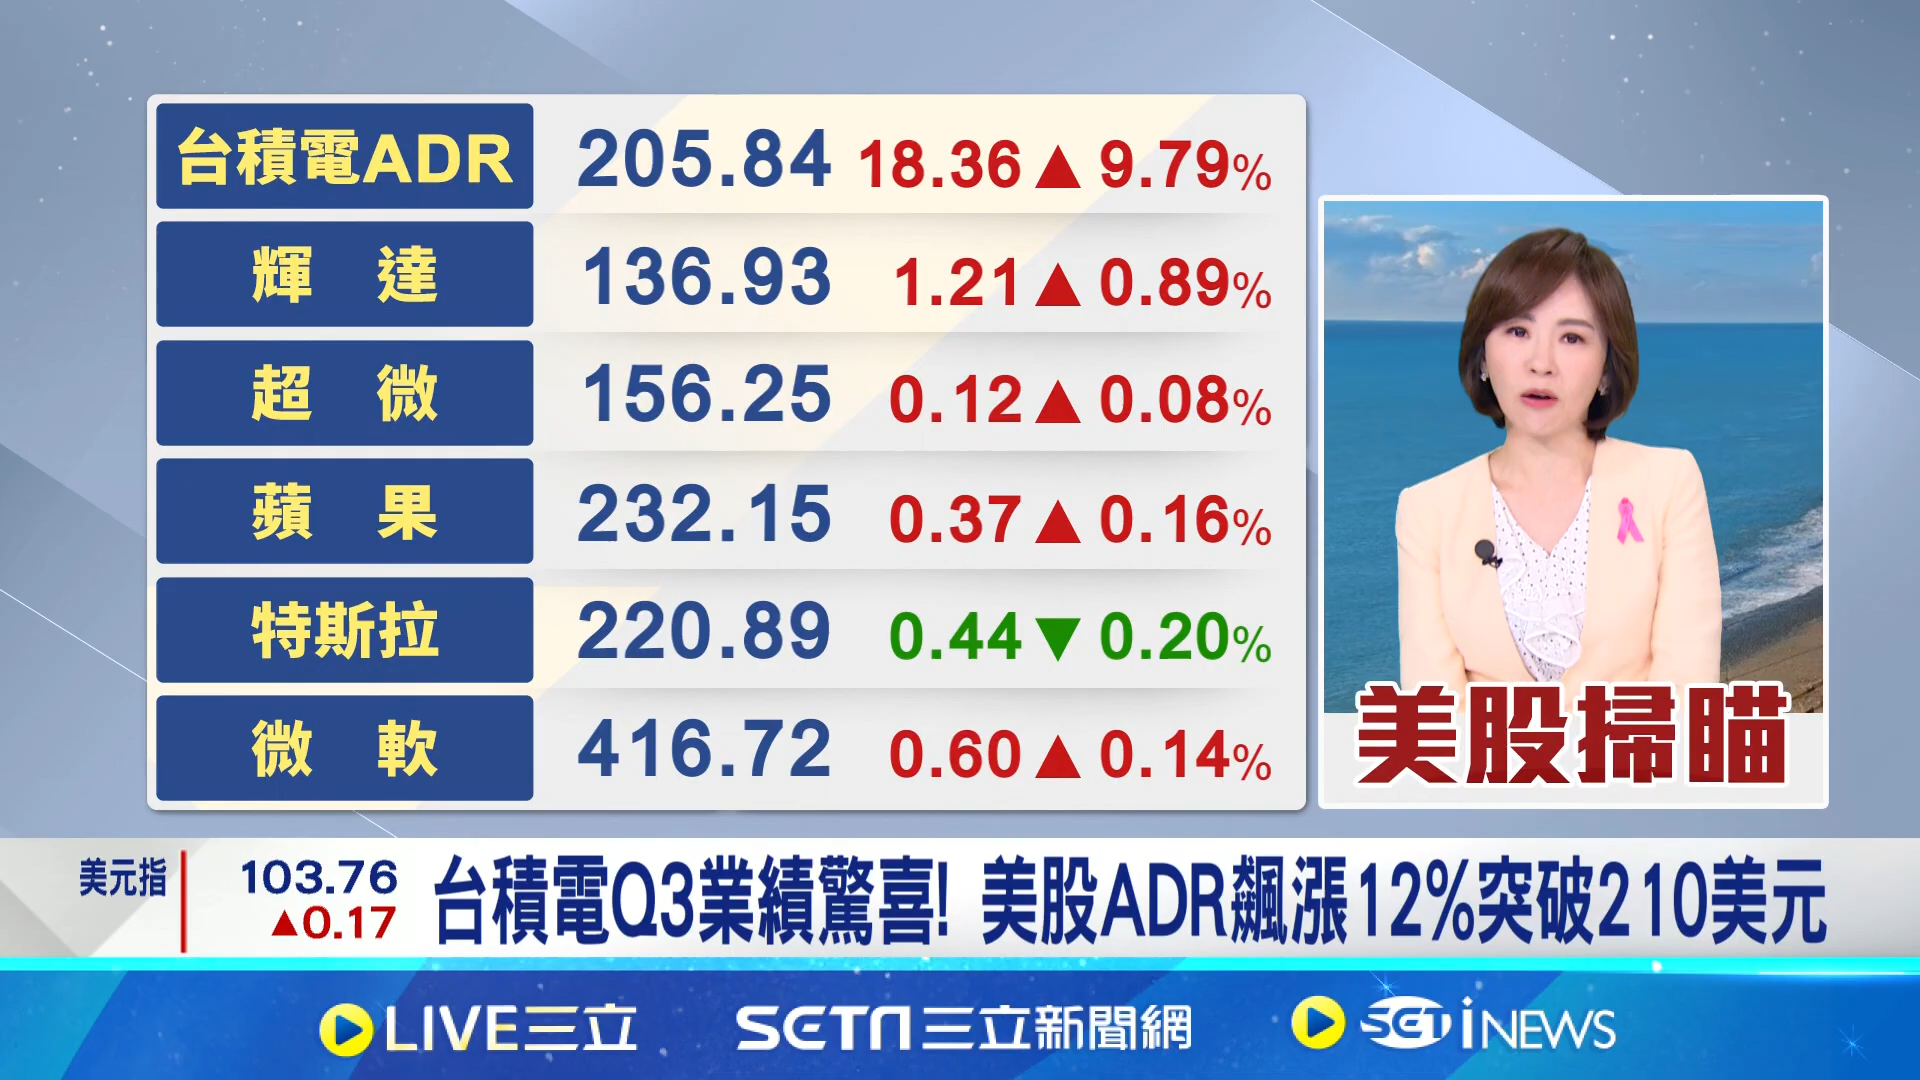 台積電ADR 205.84 18.36▲9.79%
輝達 136.93 1.21▲0.89%
超微 156.25 0.12▲0.08%
蘋果 232.15 0.37▲0.16%
特斯拉 220.89 0.44▼0.20%
微軟 416.72 0.60▲0.14%
美股掃瞄
美元指 103.76
▲0.17
台積電Q3業績驚喜! 美股ADR飆漲12%突破210美元
LIVE三立 SETN三立新聞網 SET iNEWS